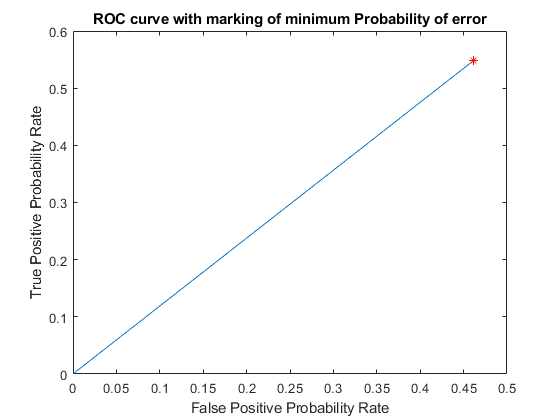 ROC curve with marking of minimum Probability of error
0.6
0.5
0.4
0.3
0.2
0.1
0
True Positive Probability Rate
0 0.05 0.1 0.15 0.2 0.25 0.3 0.35 0.4 0.45 0.5
False Positive Probability Rate